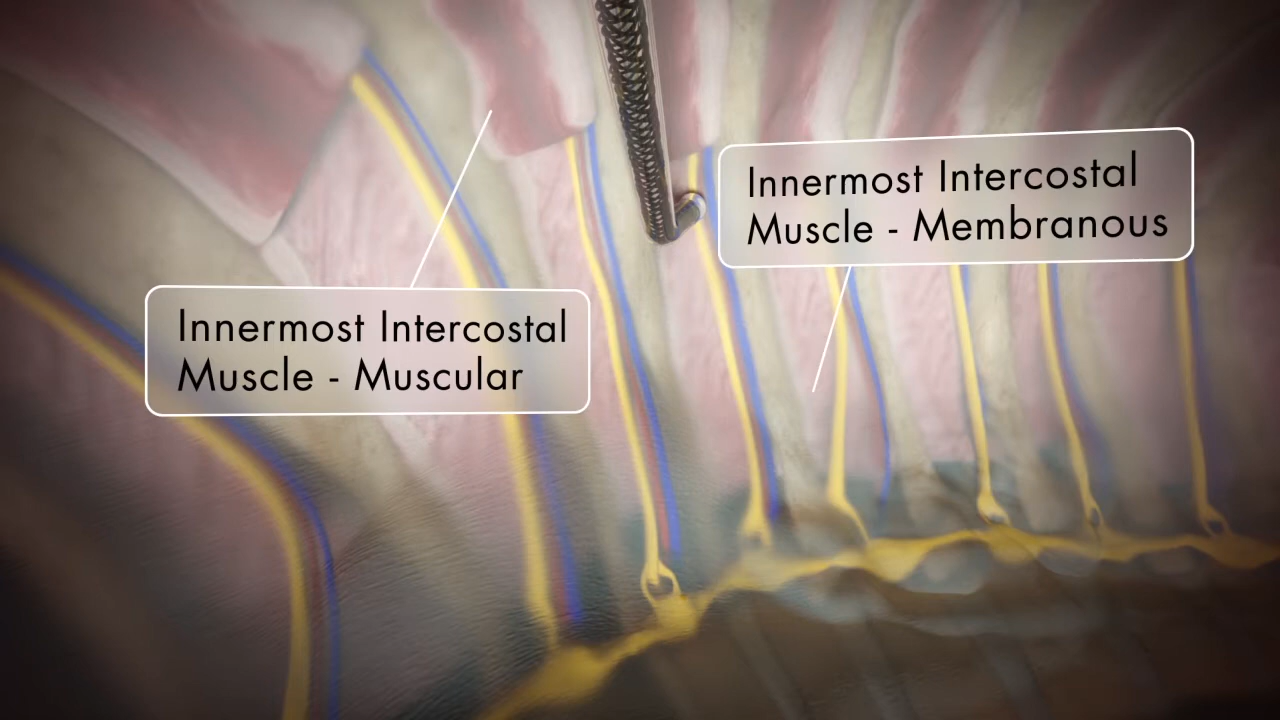 Innermost Intercostal
Muscle - Muscular
Innermost Intercostal
Muscle - Membranous